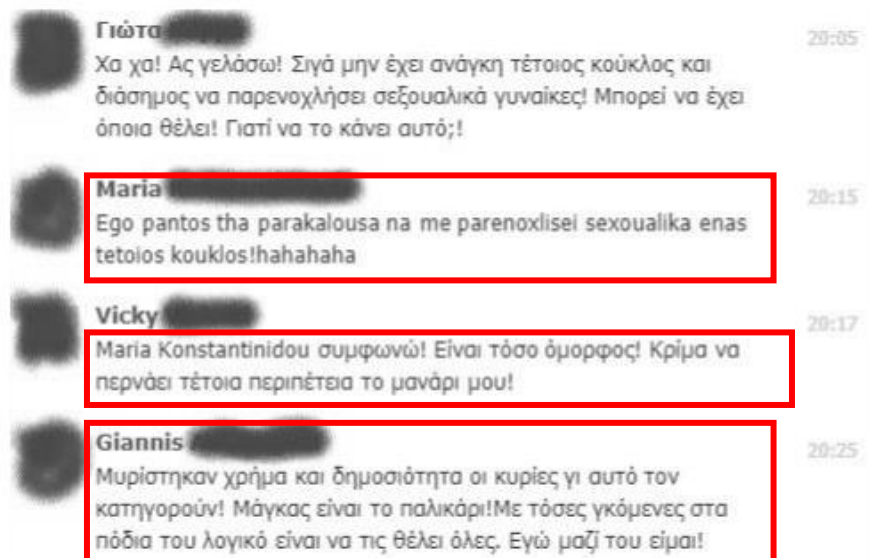 Γιώτα
20:05
Χα χα! Ας γελάσω! Σιγά μην έχει ανάγκη τέτοιος κούκλος και
διάσημος να παρενοχλήσει σεξουαλικά γυναίκες! Μπορεί να έχει
όποια θέλει! Γιατί να το κάνει αυτό;!
Maria
20:15
Ego pantos tha parakalousa na me parenoxlisei sexoualika enas
tetoios kouklos!hahahaha
Vicky
20:17
Maria Konstantinidou συμφωνώ! Είναι τόσο όμορφος! Κρίμα να
περνάει τέτοια περιπέτεια το μανάρι μου!
Giannis
20:25
Μυρίστηκαν χρήμα και δημοσιότητα οι κυρίες γι αυτό τον
κατηγορούν! Μάγκας είναι το παλικάρι!Με τόσες γκόμενες στα
πόδια του λογικό είναι να τις θέλει όλες. Εγώ μαζί του είμαι!